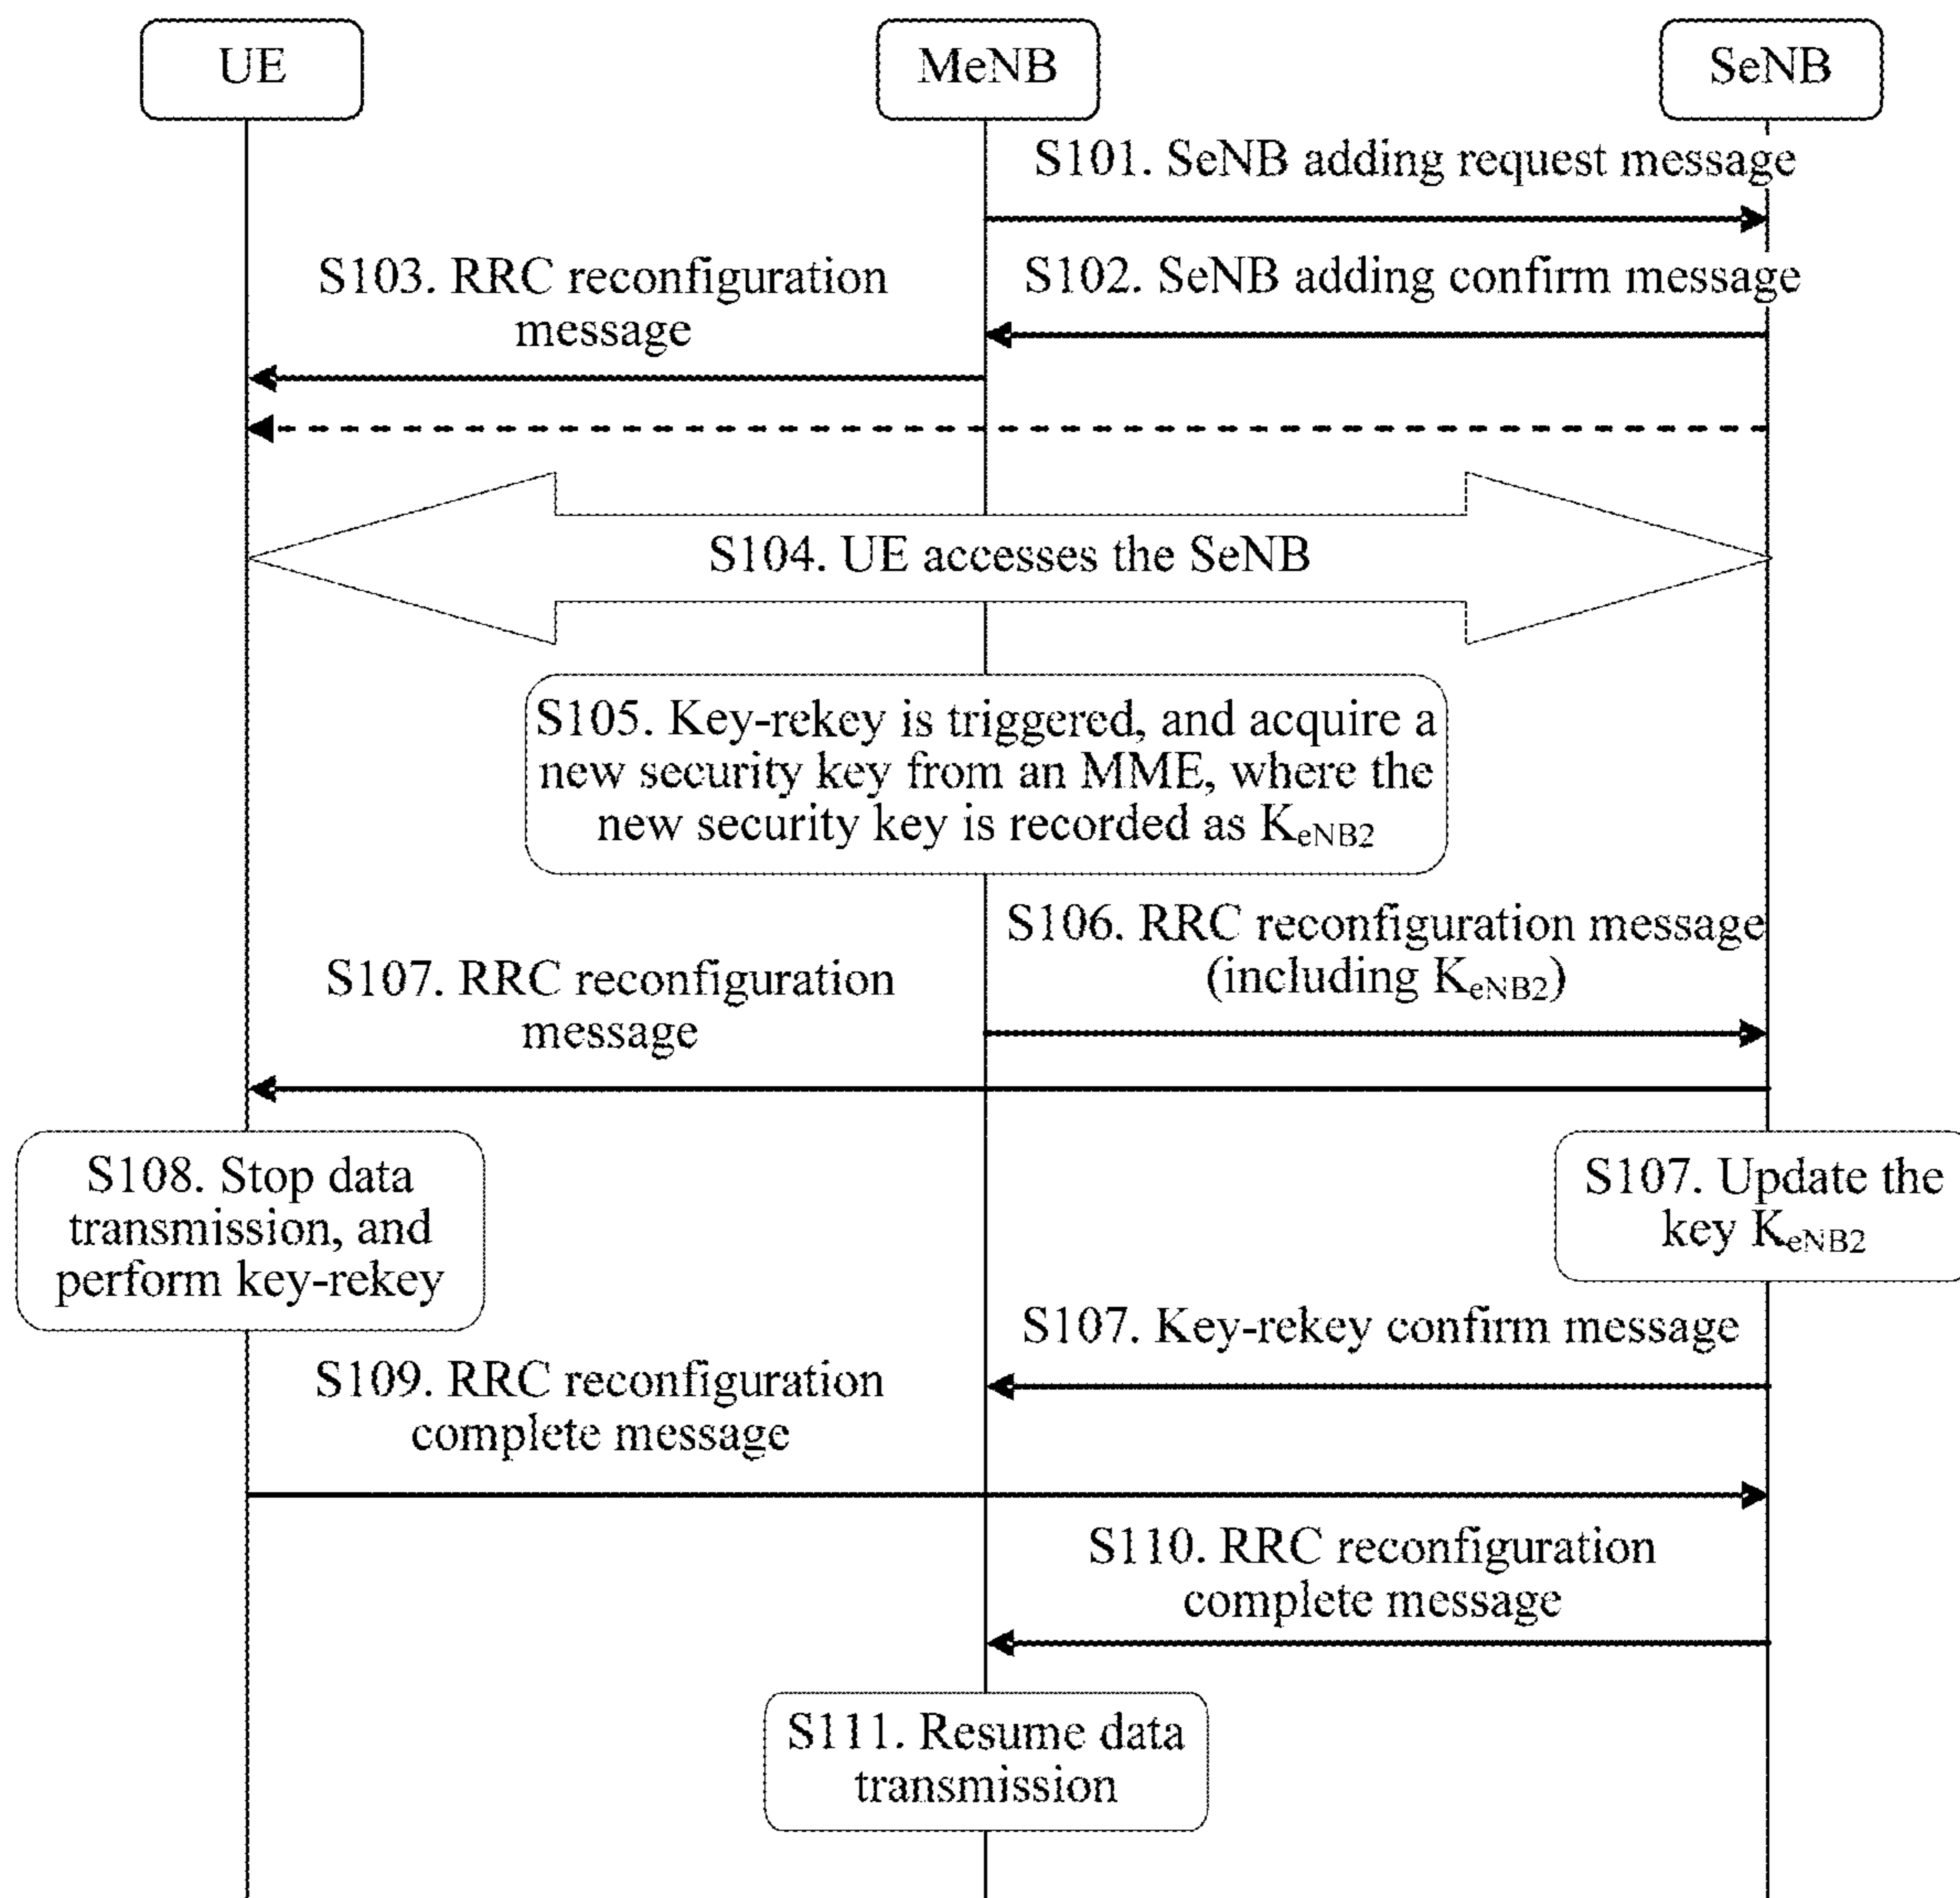 UE
MeNB
SeNB
S101. SeNB adding request message
S103. RRC reconfiguration
message
S102. SeNB adding confirm message
S104. UE accesses the SeNB
S105. Key-rekey is triggered, and acquire a
new security key from an MME, where the
new security key is recorded as KeNB2
S106. RRC reconfiguration message
(including KeNB2)
S107. RRC reconfiguration
message
S108. Stop data
transmission, and
perform key-rekey
S107. Update the
key KeNB2
S107. Key-rekey confirm message
S109. RRC reconfiguration
complete message
S110. RRC reconfiguration
complete message
S111. Resume data
transmission